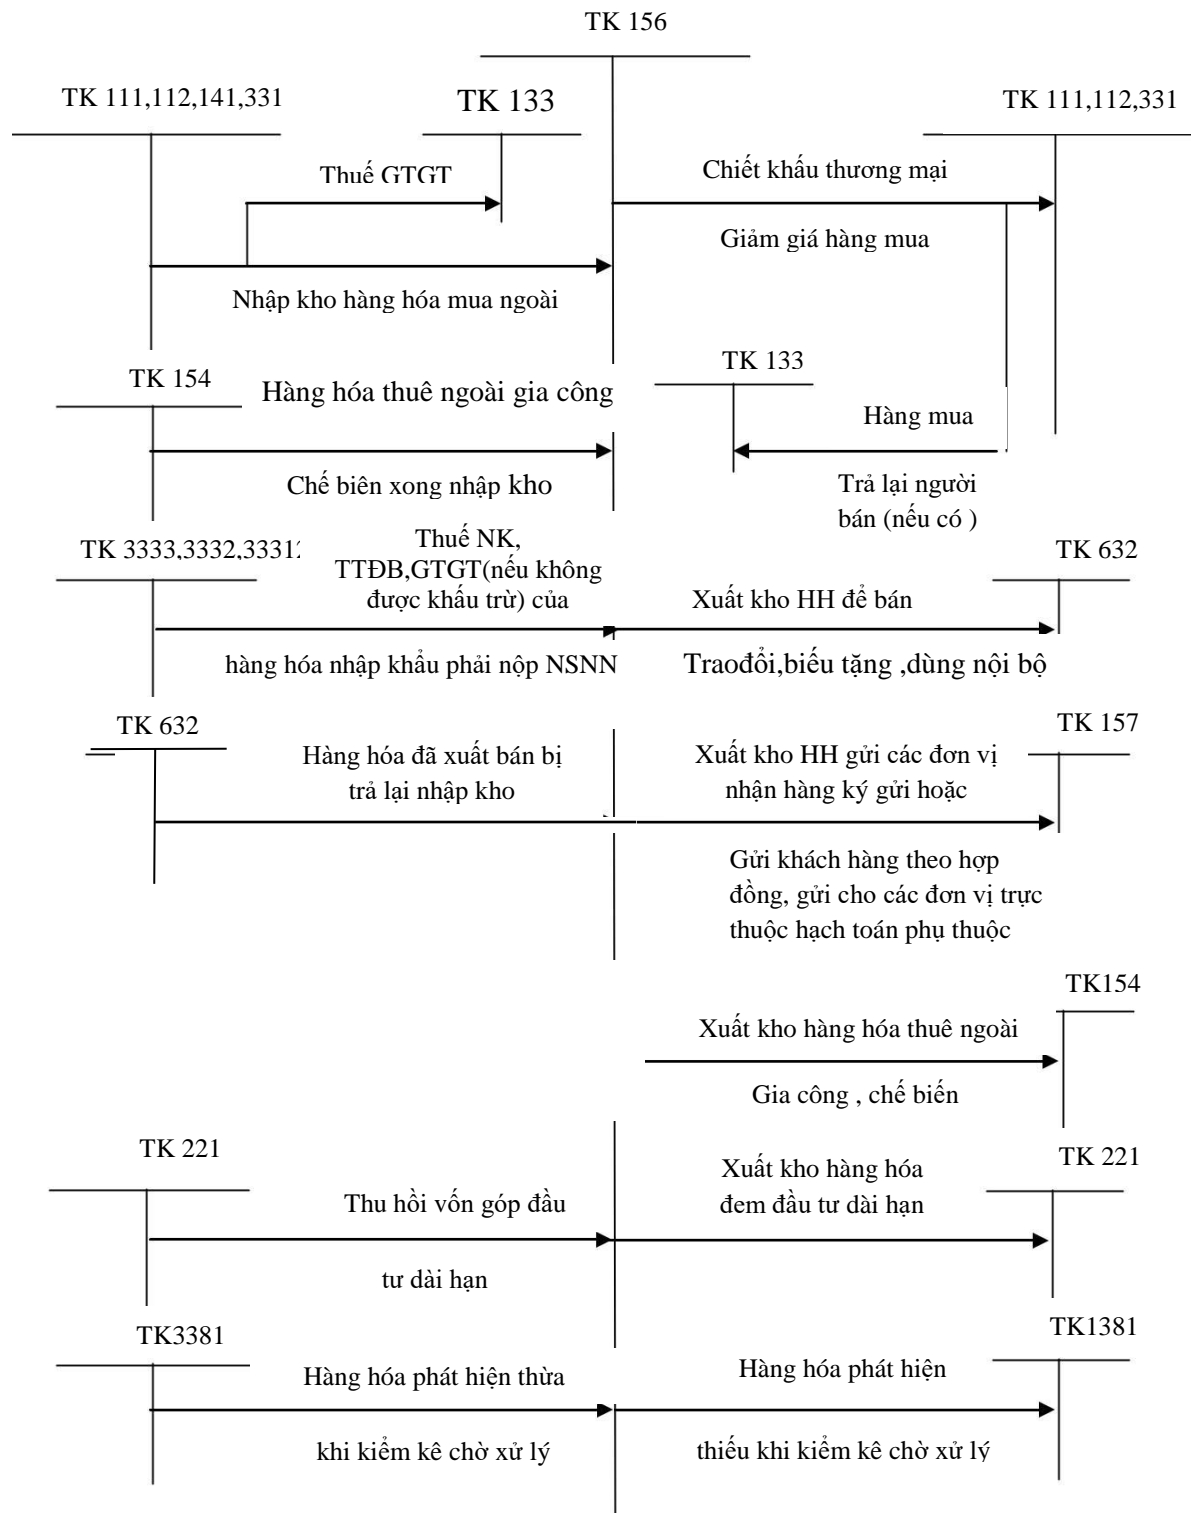 TK 156
TK 111,112,141,331
TK 133
TK 111,112,331
Thuế GTGT
Chiết khấu thương mại
Giảm giá hàng mua
Nhập kho hàng hóa mua ngoài
TK 133
TK 154
Hàng hóa thuê ngoài gia công
Hàng mua
Chế biên xong nhập kho
Trả lại người
bán (nếu có )
TK 3333,3332,33312
Thuế NK,
TTĐB,GTGT(nếu không
được khấu trừ) của
TK 632
Xuất kho HH để bán
hàng hóa nhập khẩu phải nộp NSNN
Traođổi,biếu tặng ,dùng nội bộ
TK 632
TK 157
Hàng hóa đã xuất bán bị
trả lại nhập kho
Xuất kho HH gửi các đơn vị
nhận hàng ký gửi hoặc
Gửi khách hàng theo hợp
đồng, gửi cho các đơn vị trực
thuộc hạch toán phụ thuộc
TK154
Xuất kho hàng hóa thuê ngoài
Gia công , chế biến
TK 221
TK 221
Thu hồi vốn góp đầu
tư dài hạn
Xuất kho hàng hóa
đem đầu tư dài hạn
TK3381
TK1381
Hàng hóa phát hiện thừa
khi kiểm kê chờ xử lý
Hàng hóa phát hiện
thiếu khi kiểm kê chờ xử lý